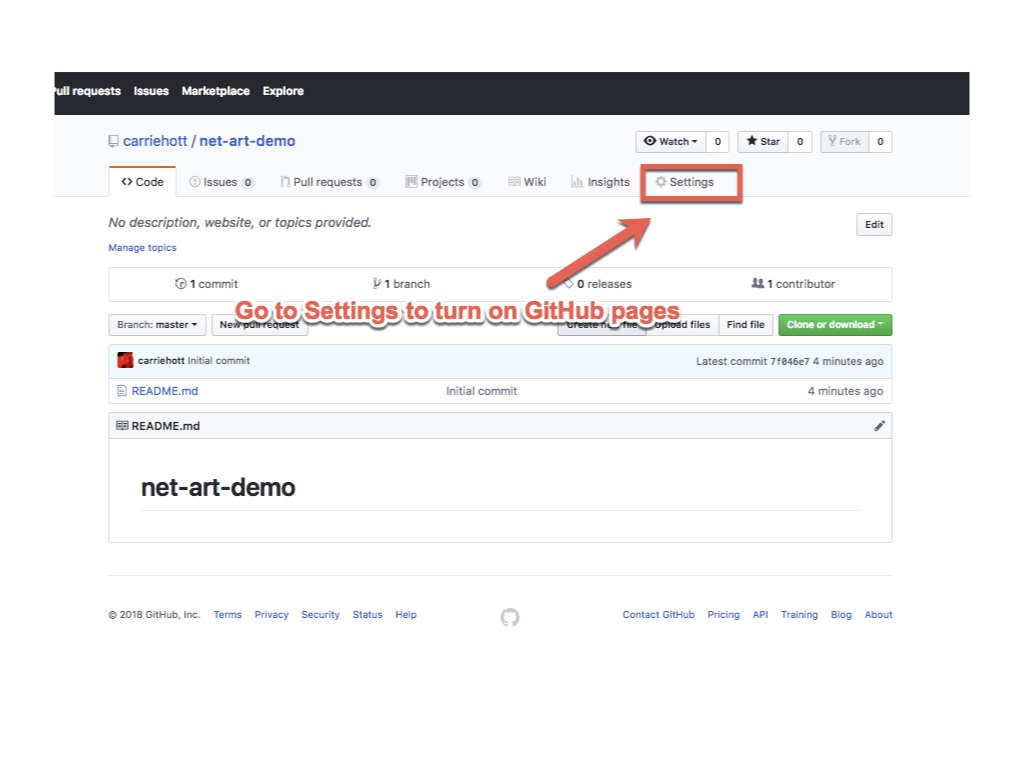 Pull requests Issues Marketplace Explore
carriehott / net-art-demo
Watch 0 Star 0 Fork 0
Code Issues 0 Pull requests 0 Projects 0 Wiki Insights Settings
No description, website, or topics provided.
Edit
Manage topics
1 commit 1 branch 0 releases 1 contributor
Go to Settings to turn on GitHub pages
Branch: master New pull request Create new file Upload files Find file Clone or download
carriehott Initial commit Latest commit 7f046e7 4 minutes ago
README.md Initial commit 4 minutes ago
README.md
net-art-demo
© 2018 GitHub, Inc. Terms Privacy Security Status Help Contact GitHub Pricing API Training Blog About